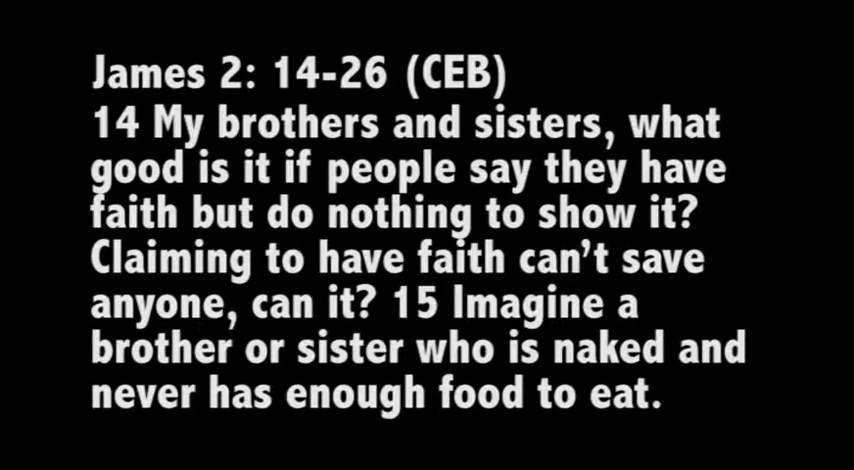 James 2: 14-26 (CEB)
14 My brothers and sisters, what
good is it if people say they have
faith but do nothing to show it?
Claiming to have faith can’t save
anyone, can it? 15 Imagine a
brother or sister who is naked and
never has enough food to eat.